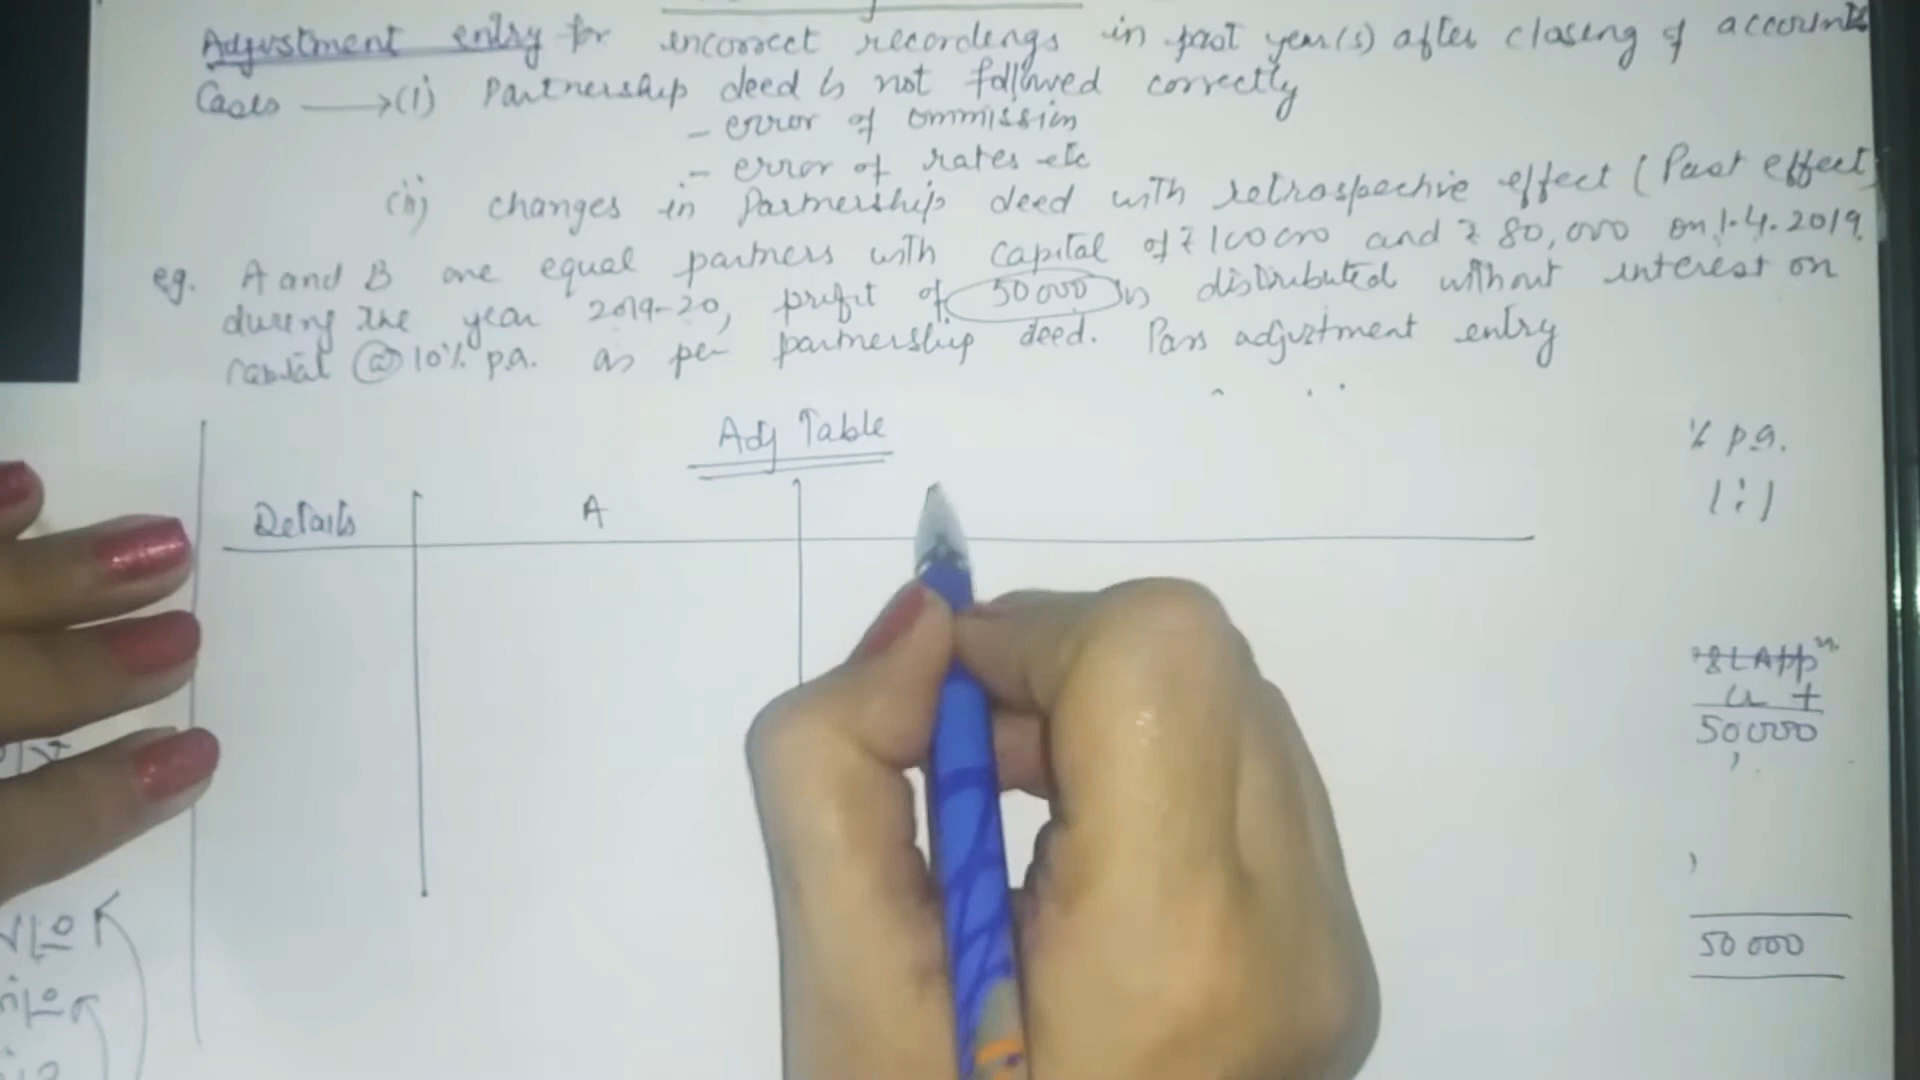 Adjustment entry for incorrect recordings in past year(s) after closing of accounts
Cases → (i) Partnership deed is not followed correctly
- error of ommission
- error of rates etc
(ii) changes in Partnership deed with retrospective effect (Past effect)
eg. A and B are equal partners with capital of ₹100000 and ₹ 80,000 on 1.4.2019.
during the year 2019-20, profit of 50000 is distributed without interest on
capital @ 10% p.a. as per partnership deed. Pass adjustment entry
Adj Table
Details A
% p.a.
1:1
50000
50000